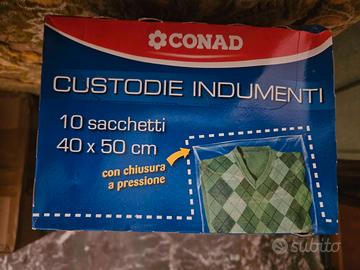 CONAD
CUSTODIE INDUMENTI
10 sacchetti
40 x 50 cm
con chiusura
a pressione
subito